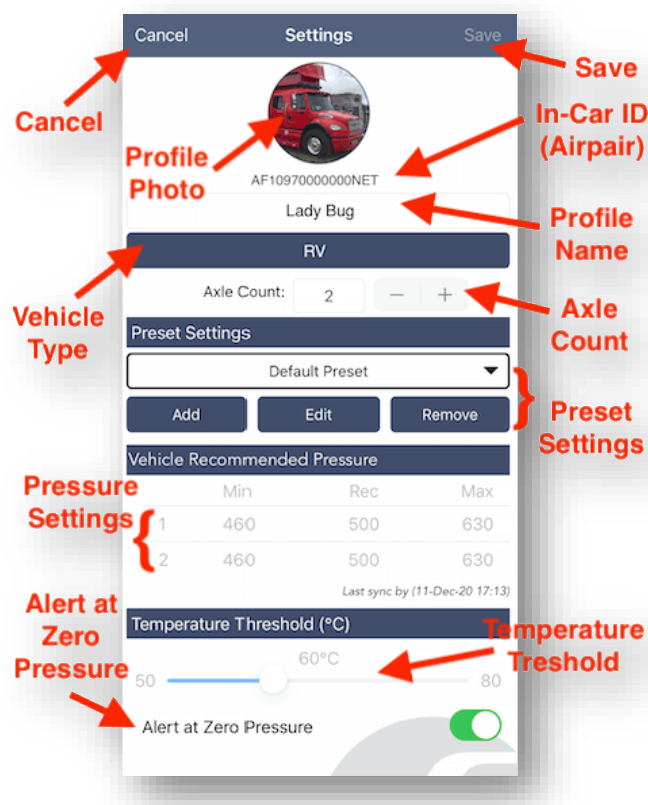 Cancel Settings Save
Save
Cancel
In-Car ID
(Airpair)
Profile
Photo
AF10970000000NET
Lady Bug
Profile
Name
RV
Axle Count: 2 − +
Vehicle
Type
Axle
Count
Preset Settings
Default Preset
Add Edit Remove
Preset
Settings
Vehicle Recommended Pressure
Min Rec Max
Pressure
Settings
1 460 500 630
2 460 500 630
Last sync by (11-Dec-20 17:13)
Alert at
Zero
Pressure
Temperature Threshold (°C)
Temperature
Treshold
60°C
50 80
Alert at Zero Pressure